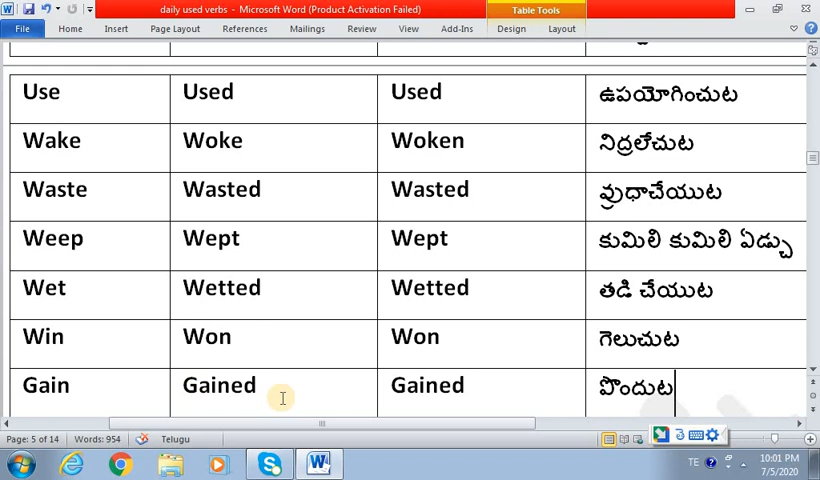 daily used verbs - Microsoft Word (Product Activation Failed)
Table Tools
File Home Insert Page Layout References Mailings Review View Add-Ins Design Layout
Use Used Used ఉపయోగించుట
Wake Woke Woken నిద్రలేచుట
Waste Wasted Wasted వ్రుధాచేయుట
Weep Wept Wept కుమిలి కుమిలి ఏడ్చు
Wet Wetted Wetted తడి చేయుట
Win Won Won గెలుచుట
Gain Gained Gained పొందుట
Page: 5 of 14 Words: 954 Telugu
TE 10:01 PM
7/5/2020